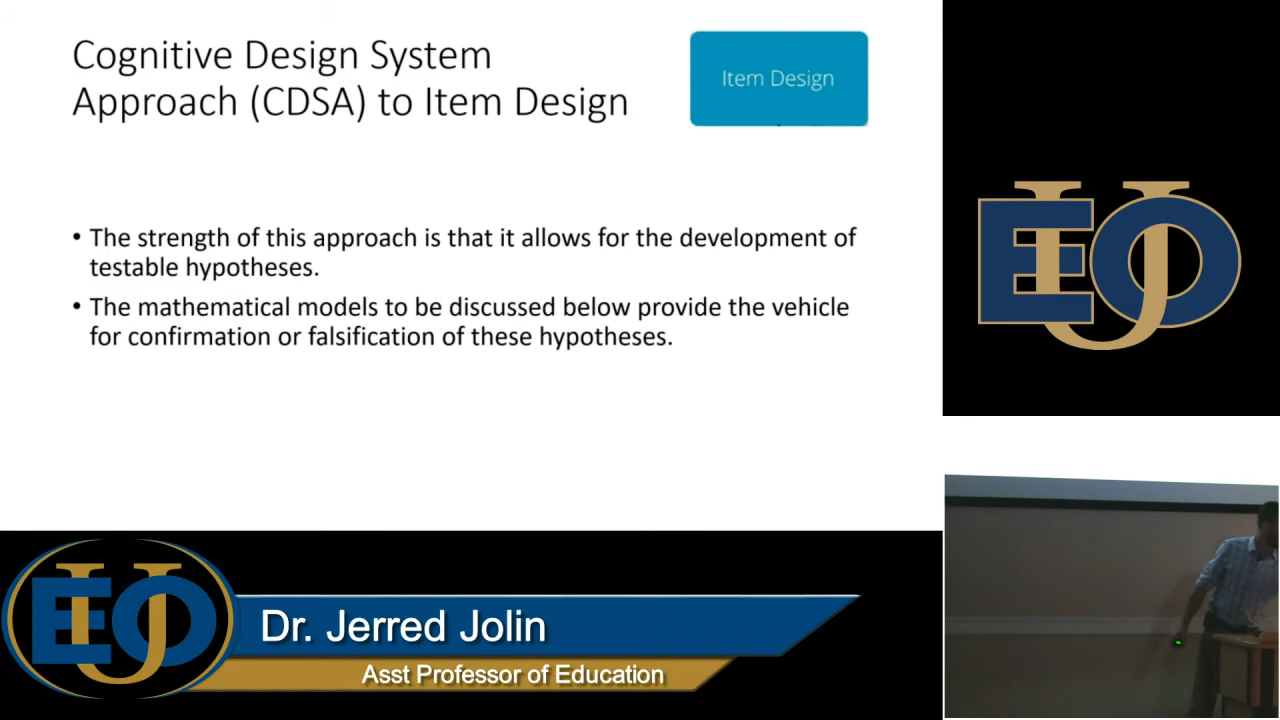 Cognitive Design System
Approach (CDSA) to Item Design
Item Design
• The strength of this approach is that it allows for the development of
testable hypotheses.
• The mathematical models to be discussed below provide the vehicle
for confirmation or falsification of these hypotheses.
EOU
EOU
Dr. Jerred Jolin
Asst Professor of Education